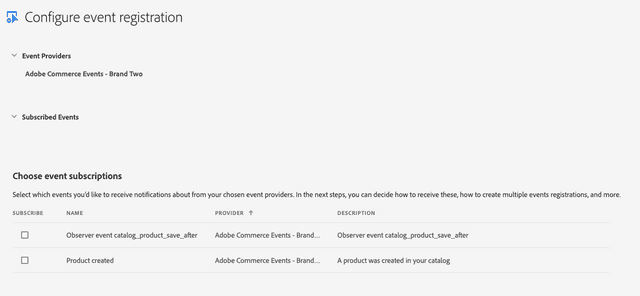 Configure event registration
Event Providers
Adobe Commerce Events - Brand Two
Subscribed Events
Choose event subscriptions
Select which events you'd like to receive notifications about from your chosen event providers. In the next steps, you can decide how to receive these, how to create multiple events registrations, and more.
SUBSCRIBE NAME PROVIDER ↑ DESCRIPTION
Observer event catalog_product_save_after Adobe Commerce Events - Brand... Observer event catalog_product_save_after
Product created Adobe Commerce Events - Brand... A product was created in your catalog